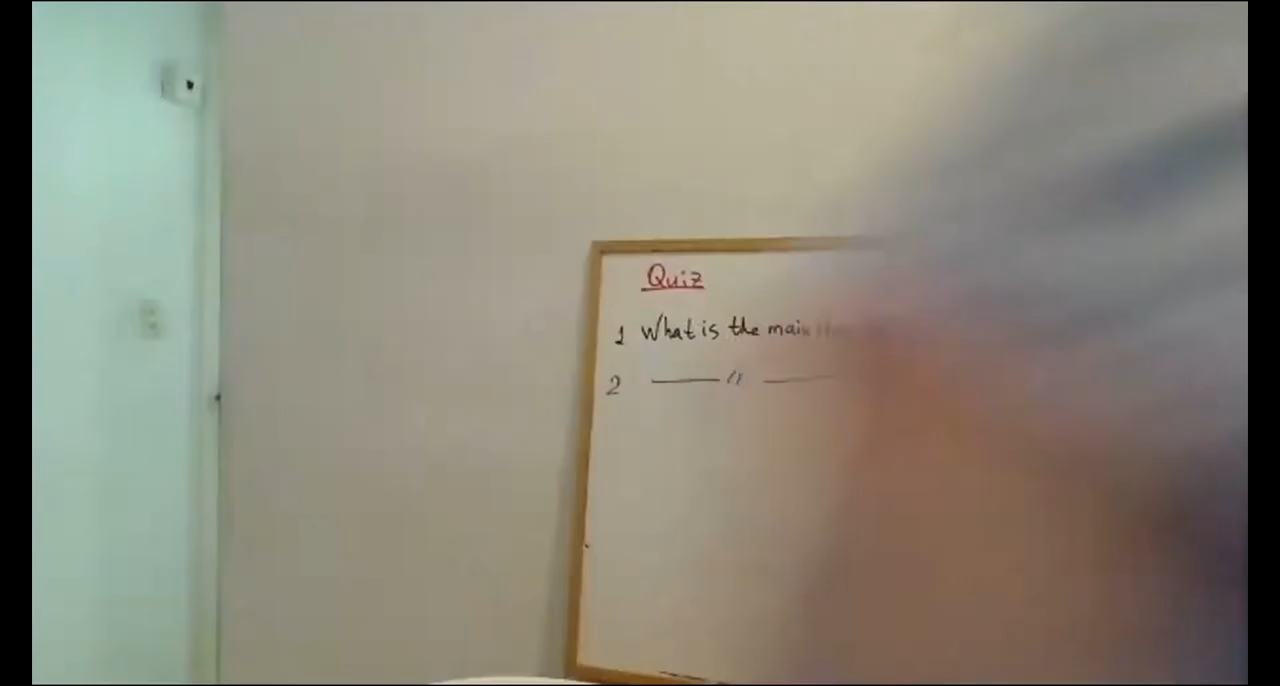 Quiz
1 What is the main
2 —— " ——